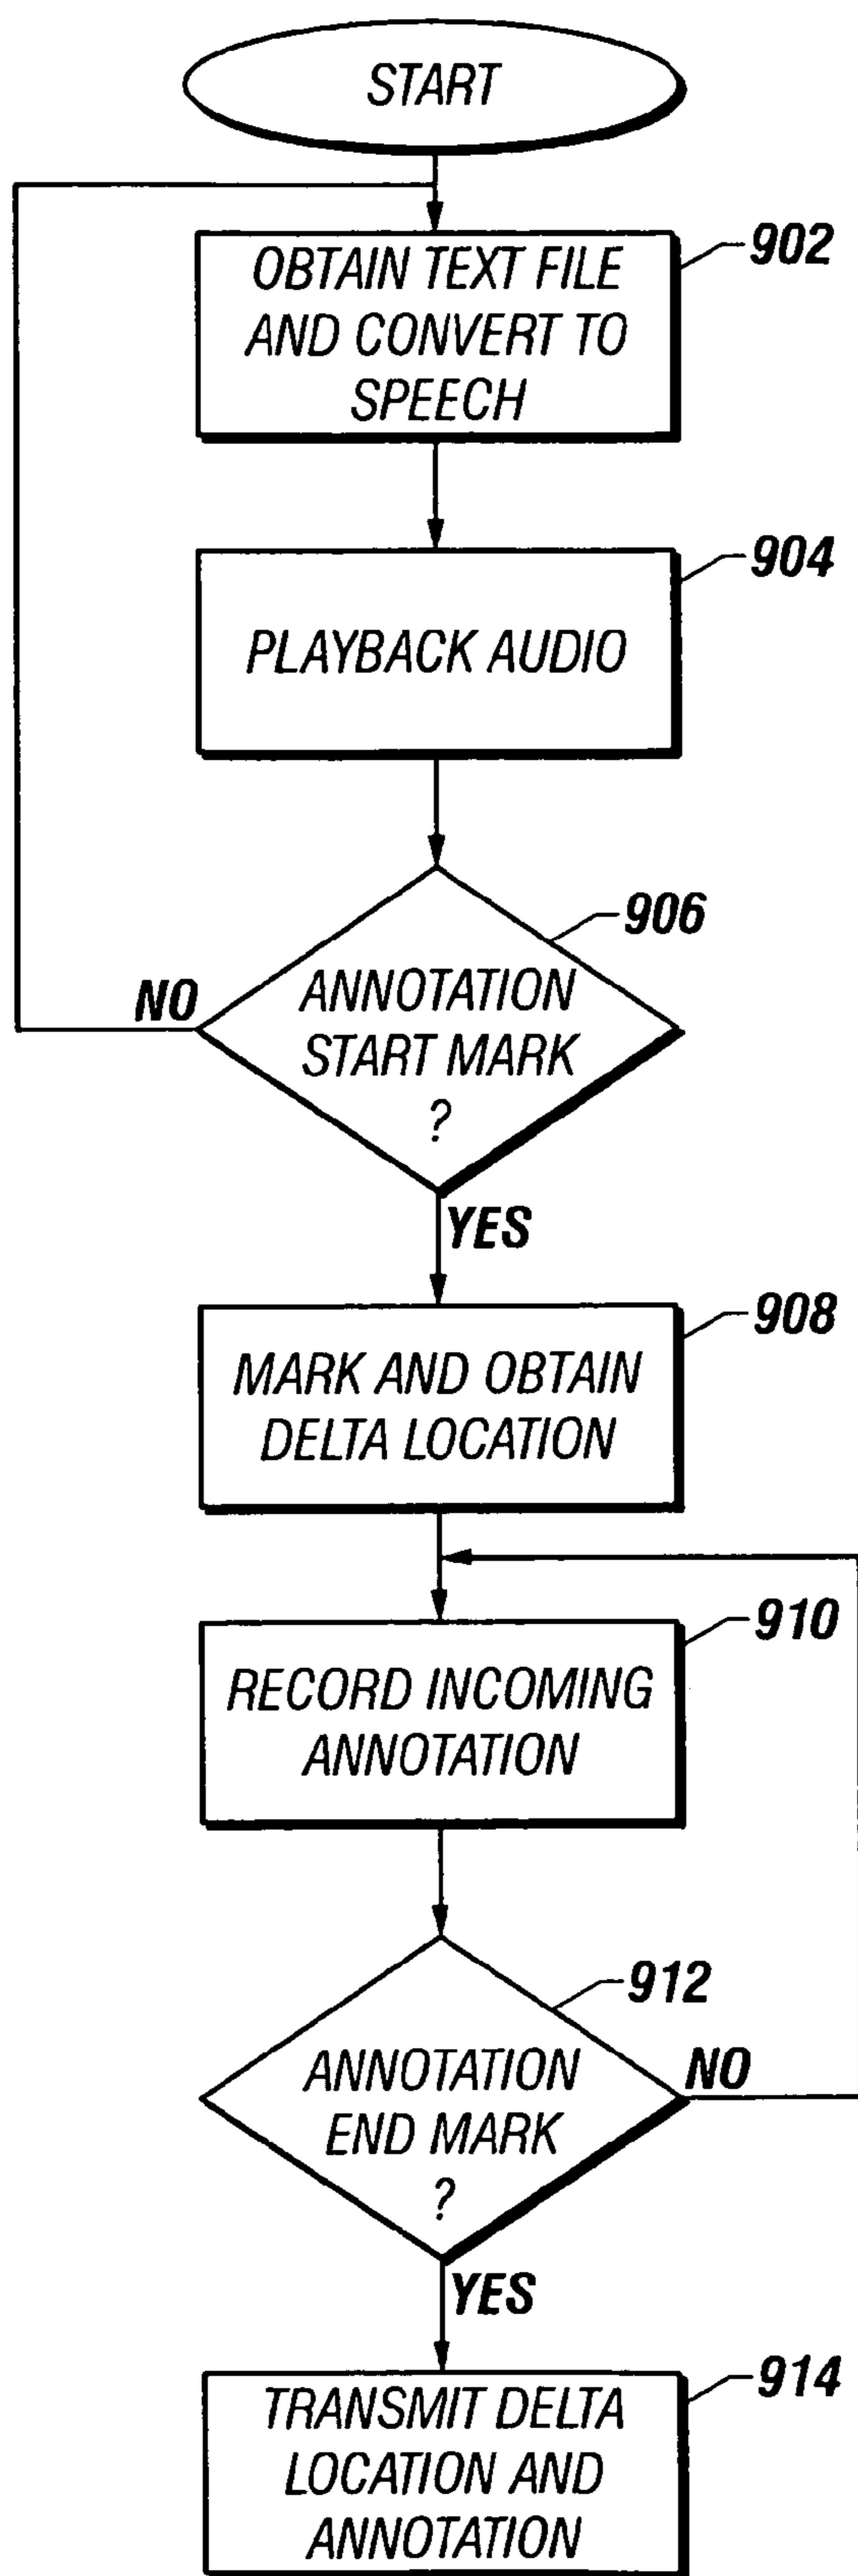 START
902
OBTAIN TEXT FILE
AND CONVERT TO
SPEECH
904
PLAYBACK AUDIO
906
ANNOTATION
START MARK
?
NO
YES
908
MARK AND OBTAIN
DELTA LOCATION
910
RECORD INCOMING
ANNOTATION
912
ANNOTATION
END MARK
?
NO
YES
914
TRANSMIT DELTA
LOCATION AND
ANNOTATION